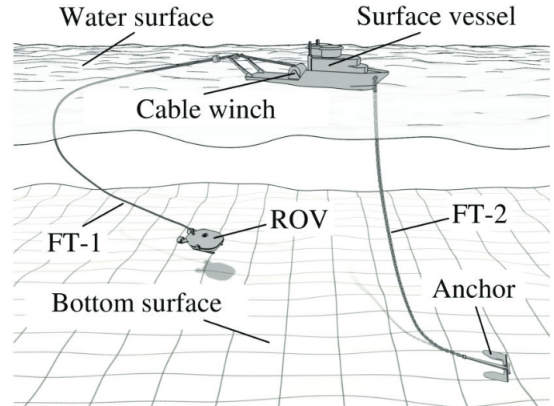 Water surface
Surface vessel
Cable winch
FT-1
ROV
FT-2
Bottom surface
Anchor